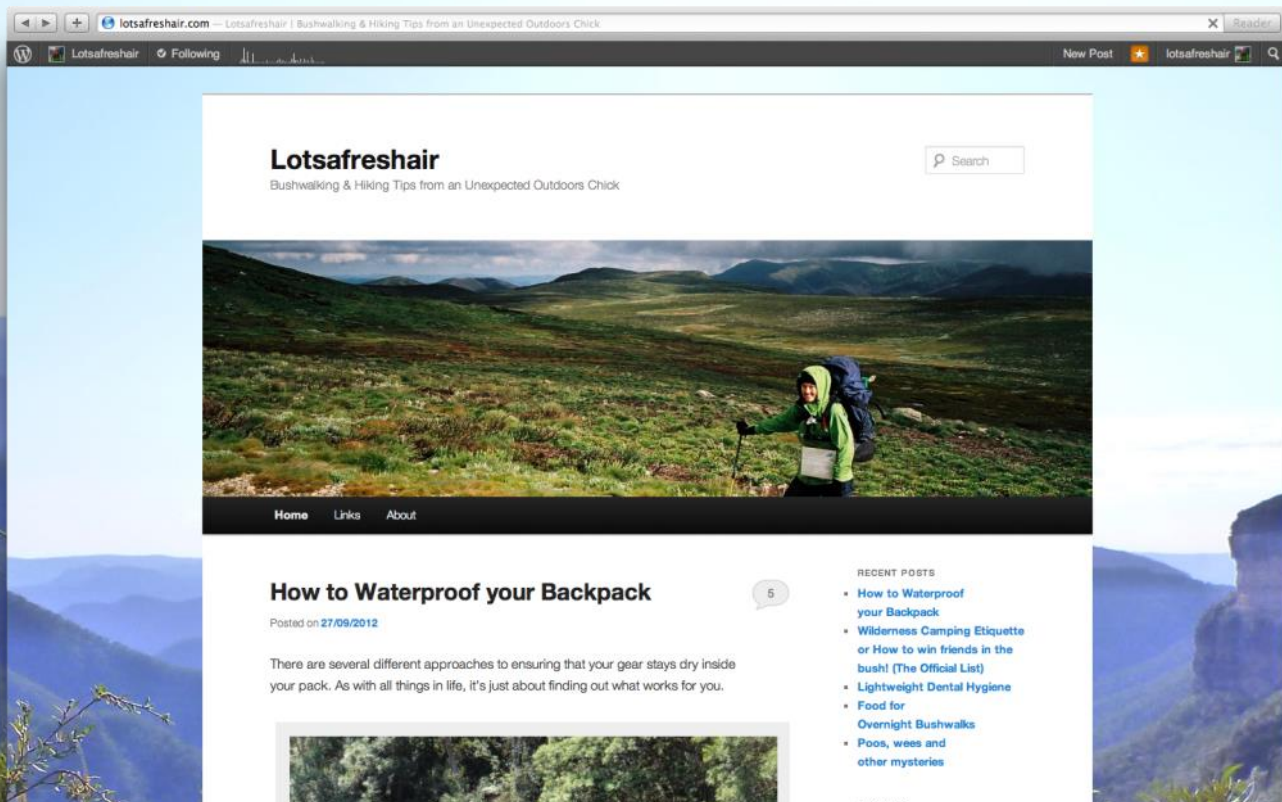 lotsafreshair.com — Lotsafreshair | Bushwalking & Hiking Tips from an Unexpected Outdoors Chick
Reader
Lotsafreshair Following
New Post lotsafreshair
Lotsafreshair
Search
Bushwalking & Hiking Tips from an Unexpected Outdoors Chick
Home Links About
How to Waterproof your Backpack
5
Posted on 27/09/2012
There are several different approaches to ensuring that your gear stays dry inside
your pack. As with all things in life, it's just about finding out what works for you.
RECENT POSTS
How to Waterproof
your Backpack
Wilderness Camping Etiquette
or How to win friends in the
bush! (The Official List)
Lightweight Dental Hygiene
Food for
Overnight Bushwalks
Poos, wees and
other mysteries